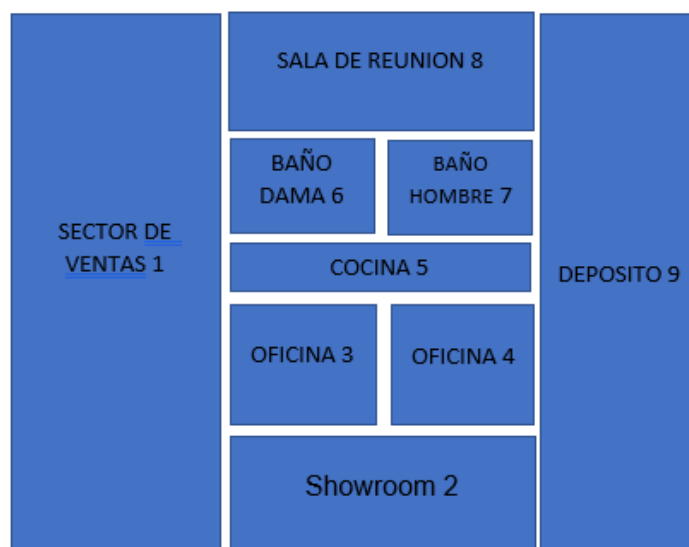 SECTOR DE
VENTAS 1
SALA DE REUNION 8
BAÑO
DAMA 6
BAÑO
HOMBRE 7
COCINA 5
OFICINA 3
OFICINA 4
Showroom 2
DEPOSITO 9